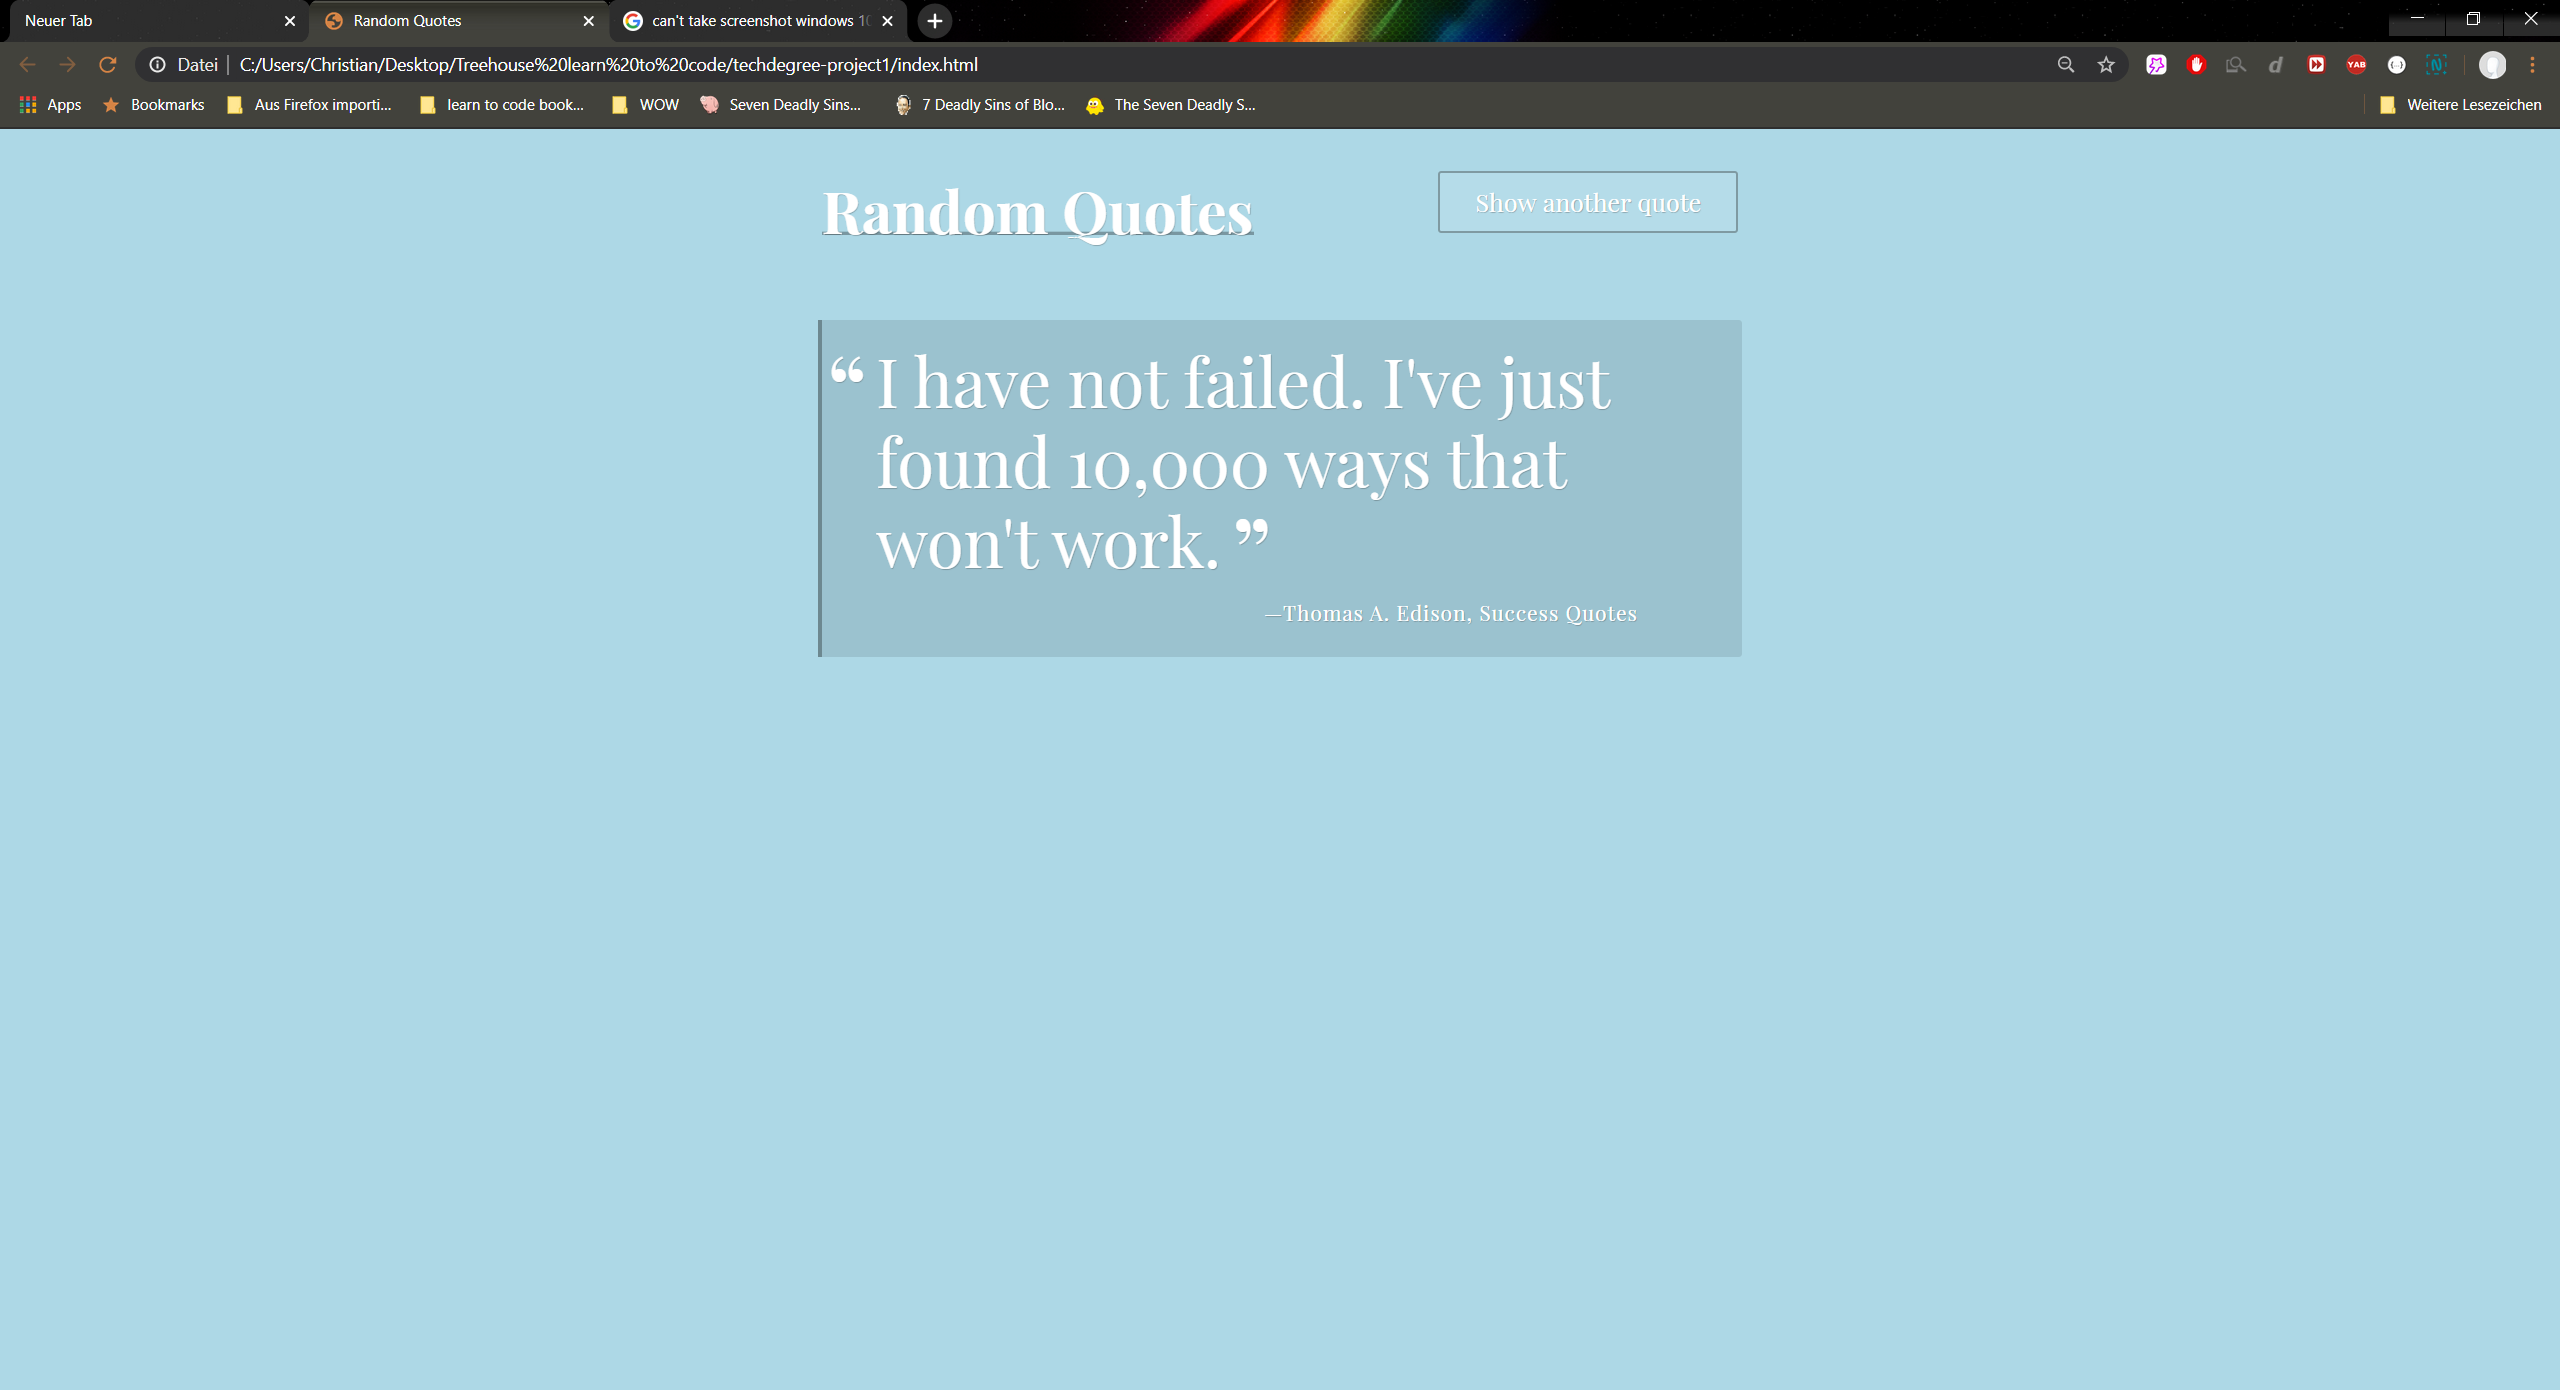 Neuer Tab
Random Quotes
can't take screenshot windows 10
Datei
C:/Users/Christian/Desktop/Treehouse%20learn%20to%20code/techdegree-project1/index.html
YAB
Apps
Bookmarks
Aus Firefox importi...
learn to code book...
WOW
Seven Deadly Sins...
7 Deadly Sins of Blo...
The Seven Deadly S...
Weitere Lesezeichen
Random Quotes
Show another quote
“ I have not failed. I've just
found 10,000 ways that
won't work. ”
—Thomas A. Edison, Success Quotes